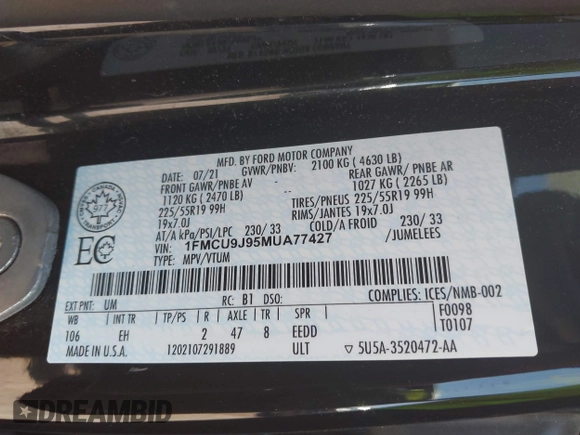 MFD. BY FORD MOTOR COMPANY
DATE: 07/21 GVWR/PNBV: 2100 KG ( 4630 LB)
FRONT GAWR/PNBE AV REAR GAWR/ PNBE AR
1120 KG ( 2470 LB) 1027 KG ( 2265 LB)
225/55R19 99H TIRES/PNEUS 225/55R19 99H
19x7.0J RIMS/JANTES 19x7.0J
AT/A kPa/PSI/LPC 230/ 33 230/ 33
VIN: 1FMCU9J95MUA77427 /JUMELEES
TYPE: MPV/VTUM
CANADA
977
TRANSPORT
EC
EXT PNT: UM RC: B1 DSO: COMPLIES: ICES/NMB-002
WB INT TR TP/PS R AXLE TR SPR F0098
106 EH 2 47 8 EEDD T0107
MADE IN U.S.A. 1202107291889 ULT ▽ 5U5A-3520472-AA
DREAMBID